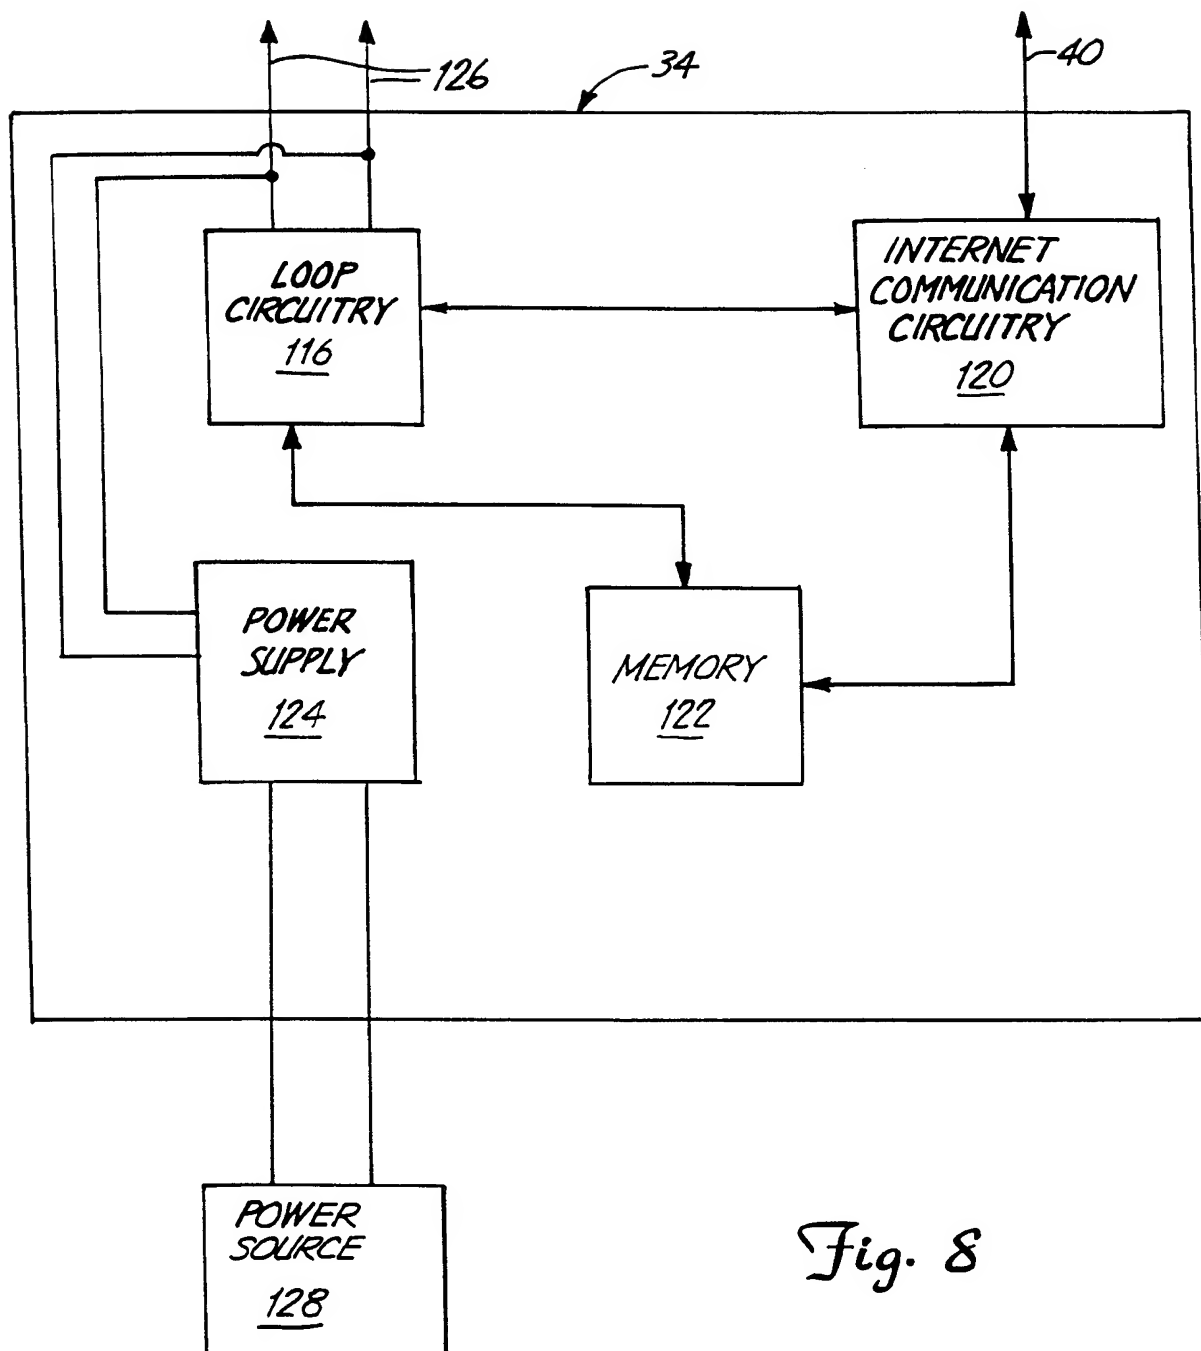 126
34
40
LOOP
CIRCUITRY
116
INTERNET
COMMUNICATION
CIRCUITRY
120
POWER
SUPPLY
124
MEMORY
122
POWER
SOURCE
128
Fig. 8